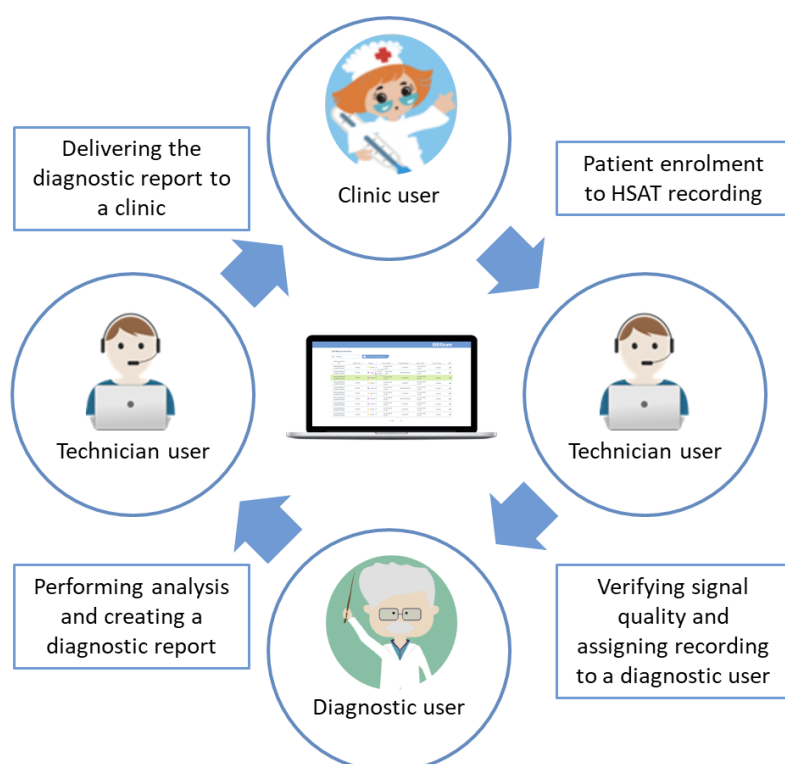 Clinic user
Delivering the
diagnostic report to
a clinic
Patient enrolment
to HSAT recording
Technician user
Technician user
Performing analysis
and creating a
diagnostic report
Verifying signal
quality and
assigning recording
to a diagnostic user
Diagnostic user